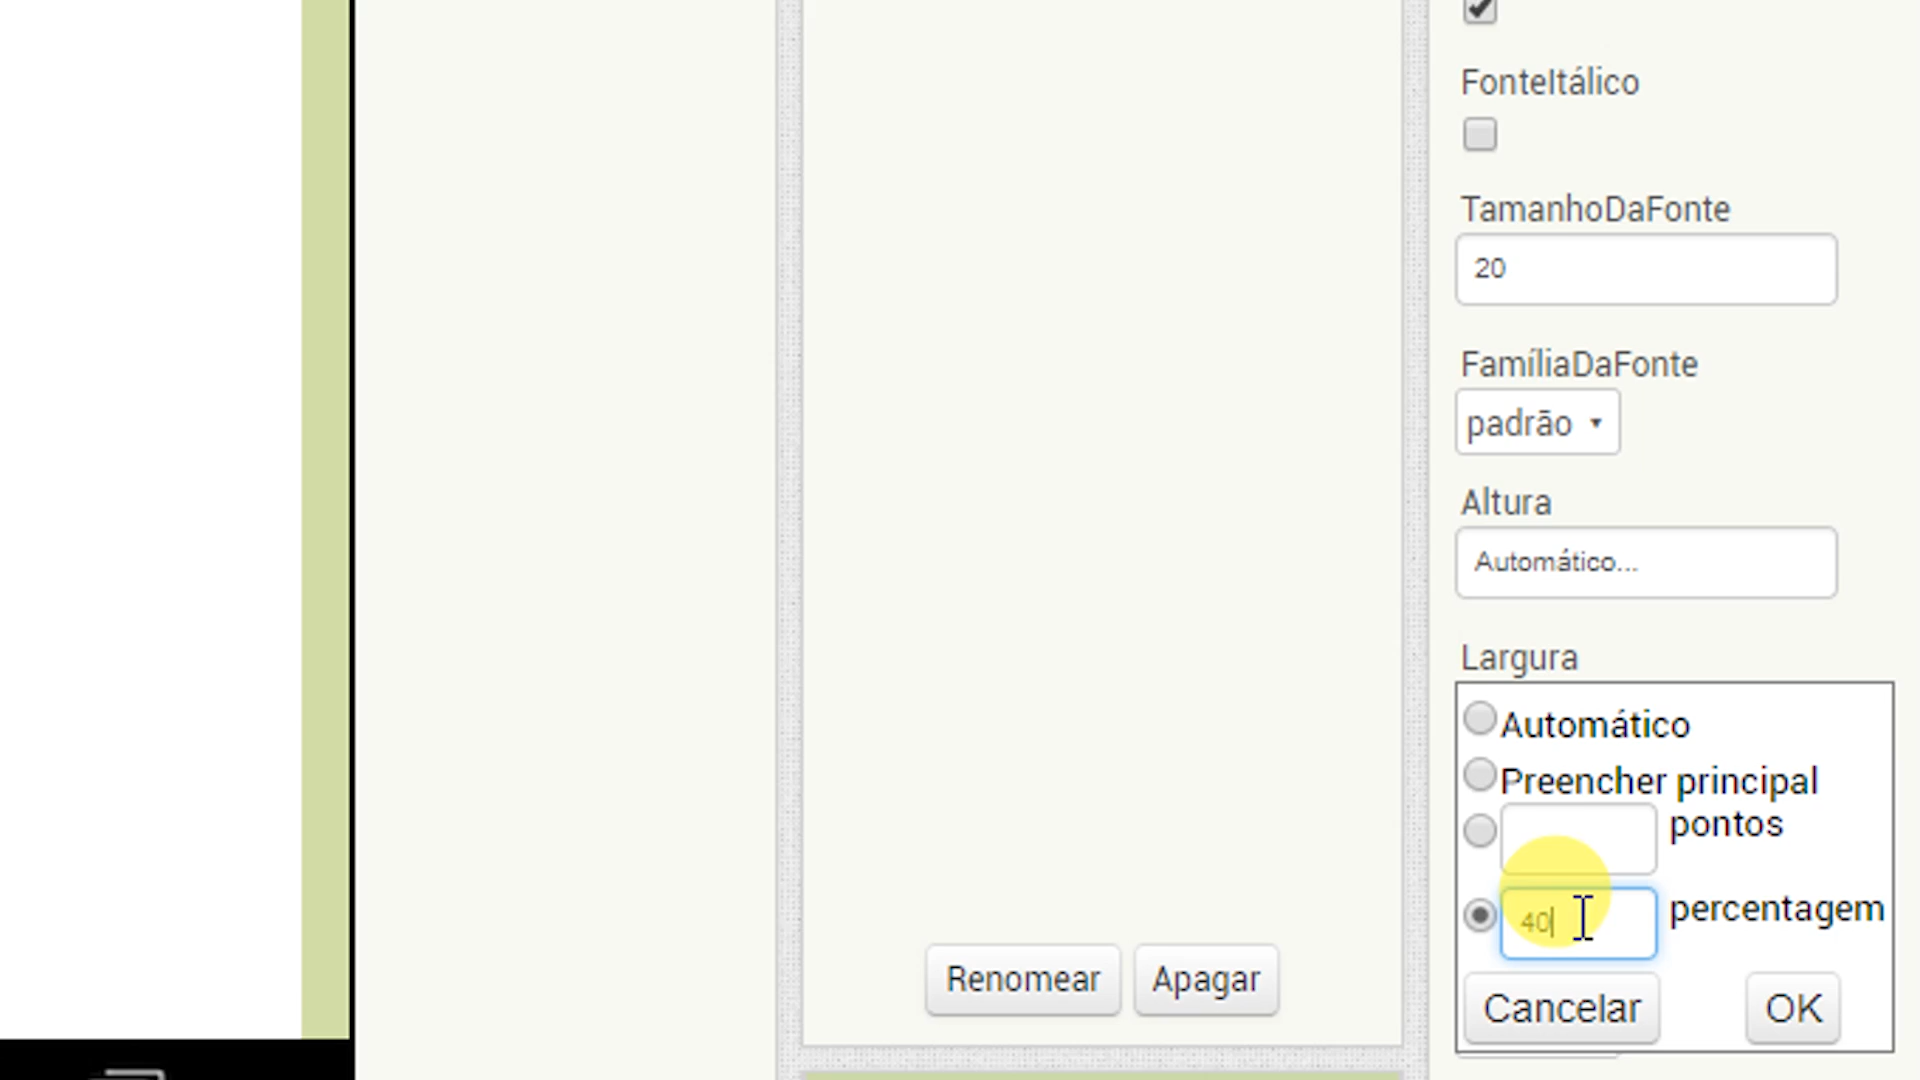 FonteItálico
TamanhoDaFonte
20
FamíliaDaFonte
padrão
Altura
Automático...
Largura
Automático
Preencher principal
pontos
40 percentagem
Renomear Apagar
Cancelar OK